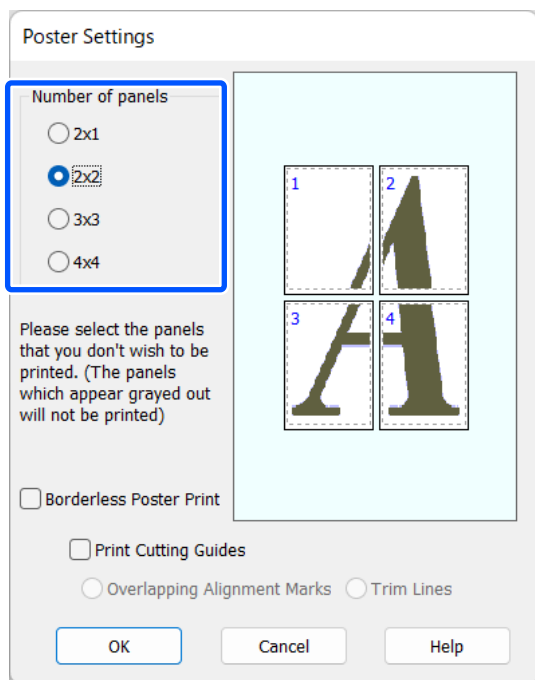 Poster Settings
Number of panels
2x1
2x2
3x3
4x4
1
2
3
4
Please select the panels
that you don't wish to be
printed. (The panels
which appear grayed out
will not be printed)
Borderless Poster Print
Print Cutting Guides
Overlapping Alignment Marks
Trim Lines
OK
Cancel
Help